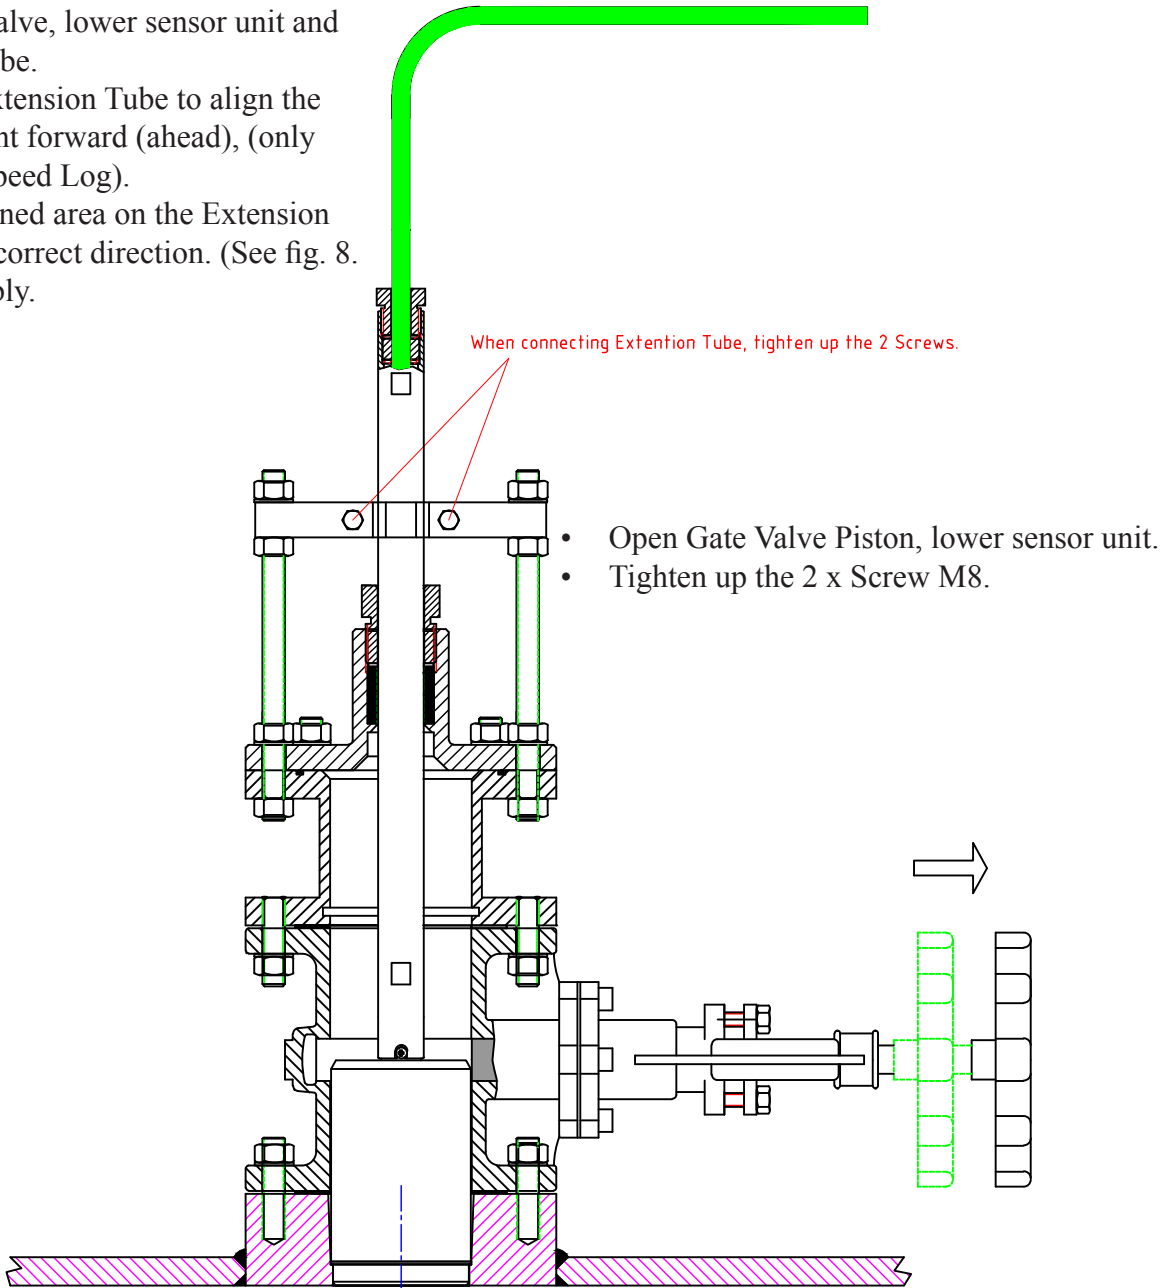 alve, lower sensor unit and
be.
xtension Tube to align the
nt forward (ahead), (only
peed Log).
ned area on the Extension
correct direction. (See fig. 8.
bly.
When connecting Extention Tube, tighten up the 2 Screws.
• Open Gate Valve Piston, lower sensor unit.
• Tighten up the 2 x Screw M8.